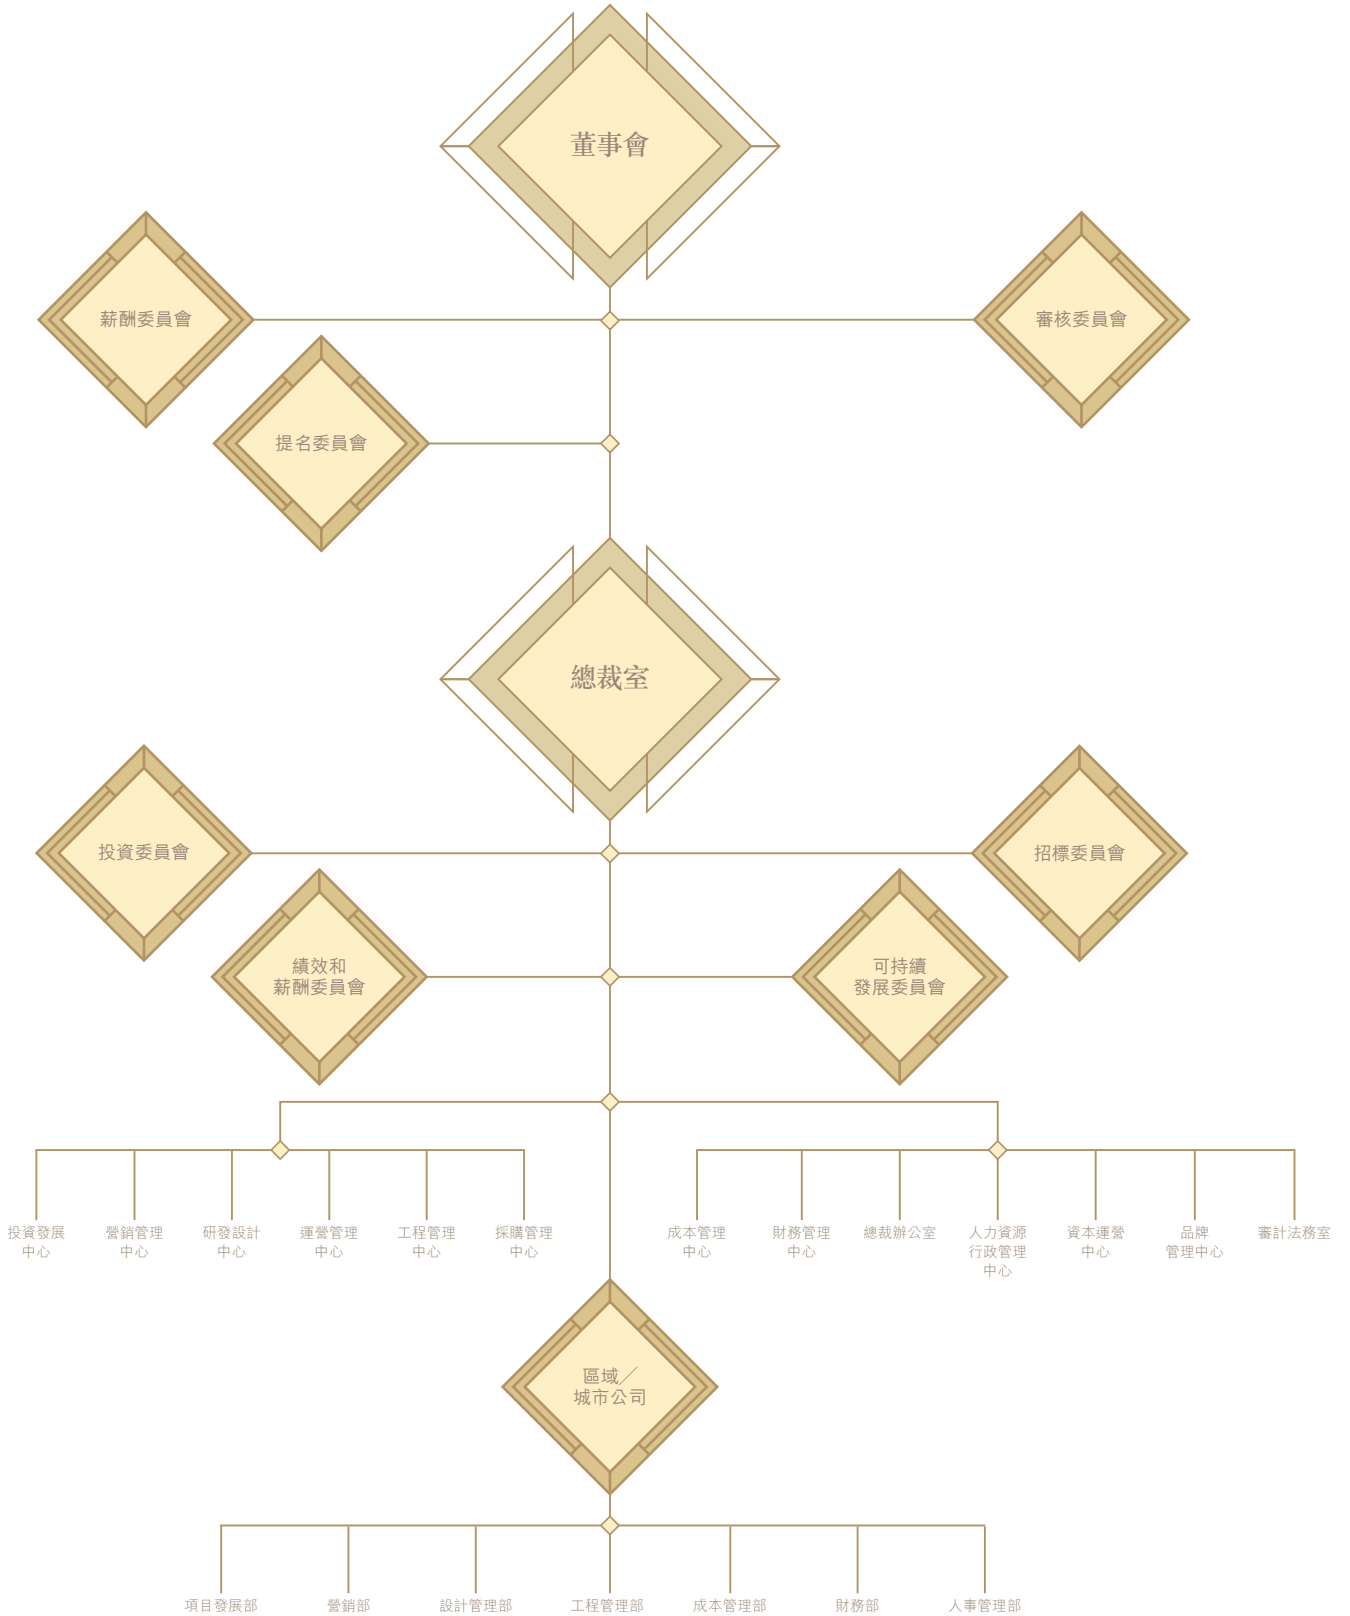 董事會
薪酬委員會
審核委員會
提名委員會
總裁室
投資委員會
招標委員會
績效和
薪酬委員會
可持續
發展委員會
投資發展
中心
營銷管理
中心
研發設計
中心
運營管理
中心
工程管理
中心
採購管理
中心
成本管理
中心
財務管理
中心
總裁辦公室
人力資源
行政管理
中心
資本運營
中心
品牌
管理中心
審計法務室
區域／
城市公司
項目發展部
營銷部
設計管理部
工程管理部
成本管理部
財務部
人事管理部